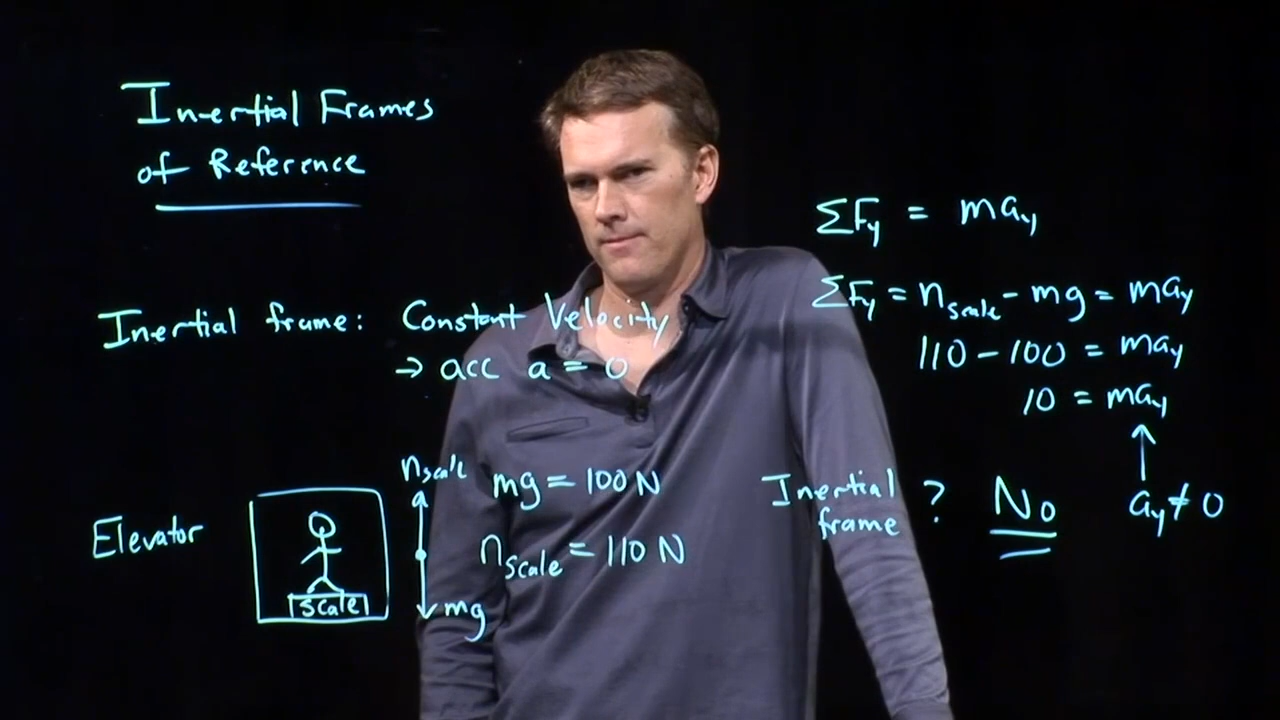 Inertial Frames
of Reference
Inertial frame: Constant Velocity
→ acc a = 0
Elevator
scale
nscale
mg
mg = 100 N
nscale = 110 N
ΣFy = may
ΣFy = nscale - mg = may
110 - 100 = may
10 = may
ay ≠ 0
Inertial frame ? No